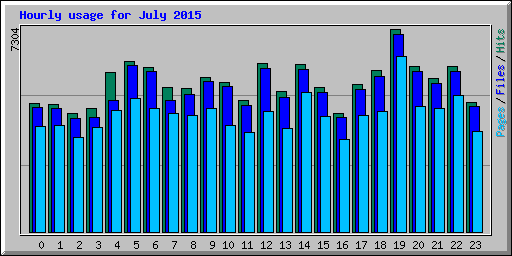 Hourly usage for July 2015
7304
Pages / Files / Hits
0 1 2 3 4 5 6 7 8 9 10 11 12 13 14 15 16 17 18 19 20 21 22 23